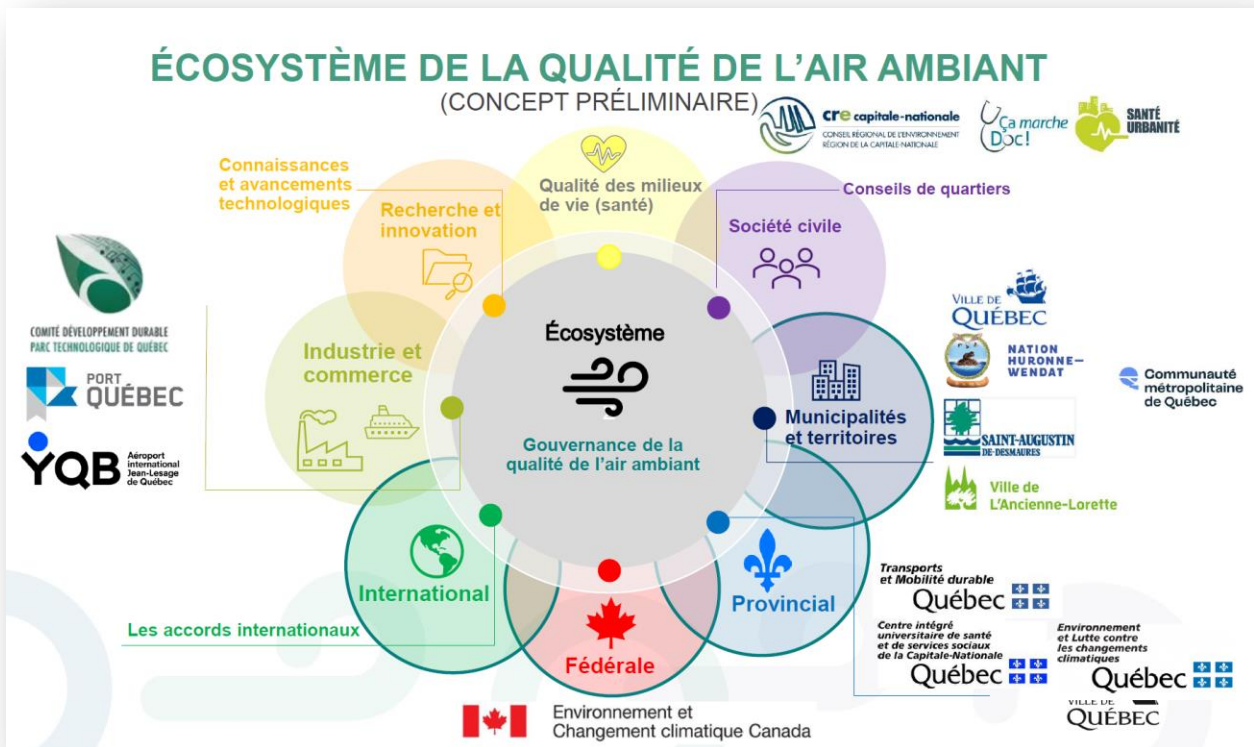 ÉCOSYSTÈME DE LA QUALITÉ DE L'AIR AMBIANT
(CONCEPT PRÉLIMINAIRE)
cre capitale-nationale
CONSEIL RÉGIONAL DE L'ENVIRONNEMENT
RÉGION DE LA CAPITALE-NATIONALE
Ça marche
Doc!
SANTÉ
URBANITÉ
Connaissances
et avancements
technologiques
Recherche et
innovation
Qualité des milieux
de vie (santé)
Société civile
Conseils de quartiers
COMITÉ DÉVELOPPEMENT DURABLE
PARC TECHNOLOGIQUE DE QUÉBEC
PORT
QUÉBEC
YQB
Aéroport
international
Jean-Lesage
de Québec
Industrie et
commerce
Écosystème
Gouvernance de la
qualité de l'air ambiant
Municipalités
et territoires
VILLE DE
QUÉBEC
NATION
HURONNE–
WENDAT
Communauté
métropolitaine
de Québec
SAINT-AUGUSTIN
DE-DESMAURES
Ville de
L'Ancienne-Lorette
International
Les accords internationaux
Fédérale
Environnement et
Changement climatique Canada
Provincial
Transports
et Mobilité durable
Québec
Centre intégré
universitaire de santé
et de services sociaux
de la Capitale-Nationale
Québec
Environnement
et Lutte contre
les changements
climatiques
Québec
VILLE DE
QUÉBEC